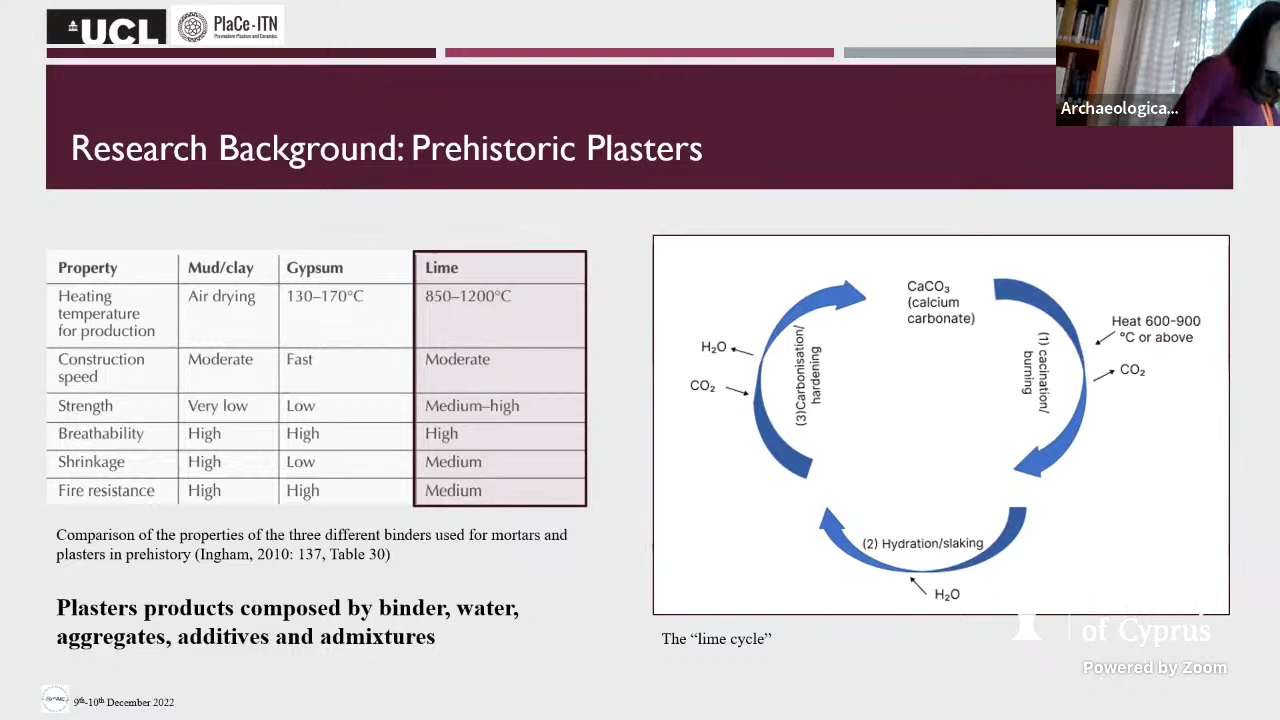 UCL
PlaCe-ITN
Premodern Plasters and Ceramics
Archaeologica...
Research Background: Prehistoric Plasters
Property Mud/clay Gypsum Lime
Heating temperature for production Air drying 130–170°C 850–1200°C
Construction speed Moderate Fast Moderate
Strength Very low Low Medium–high
Breathability High High High
Shrinkage High Low Medium
Fire resistance High High Medium
Comparison of the properties of the three different binders used for mortars and
plasters in prehistory (Ingham, 2010: 137, Table 30)
Plasters products composed by binder, water,
aggregates, additives and admixtures
CaCO₃
(calcium
carbonate)
Heat 600-900
°C or above
CO₂
(1) cacination/
burning
(2) Hydration/slaking
H₂O
(3)Carbonisation/
hardening
H₂O
CO₂
The “lime cycle”
of Cyprus
Powered by Zoom
9th-10th December 2022